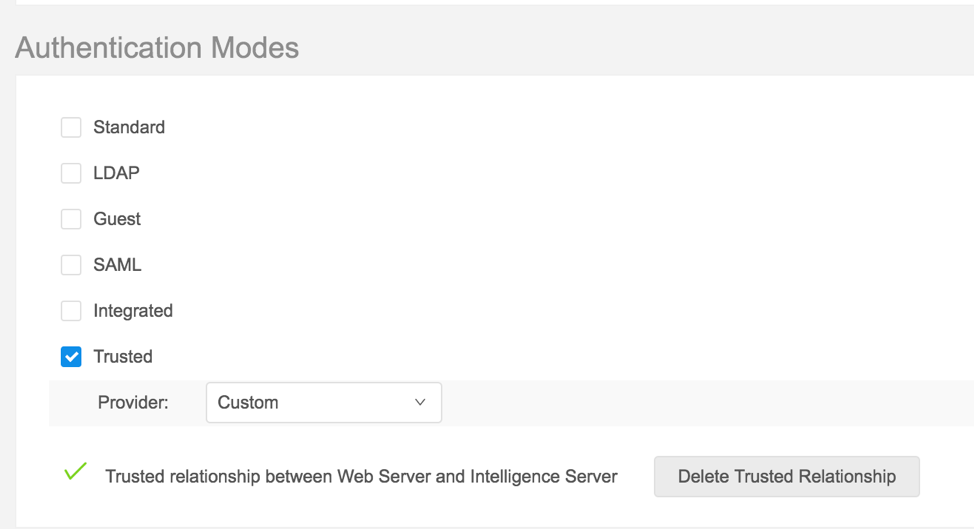 Authentication Modes
Standard
LDAP
Guest
SAML
Integrated
Trusted
Provider: Custom
Trusted relationship between Web Server and Intelligence Server Delete Trusted Relationship